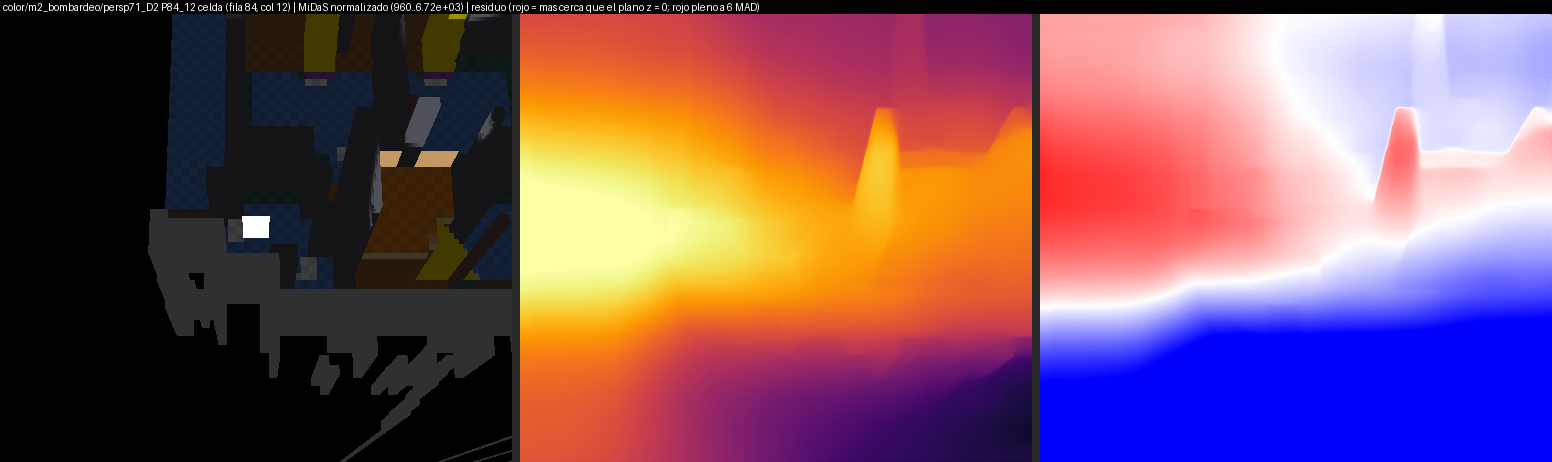 color/m2_bombardeo/persp71_D2 P84_12 celda (fila 84, col 12) | MiDaS normalizado (960..6.72e+03) | residuo (rojo = mas cerca que el plano z = 0; rojo pleno a 6 MAD)